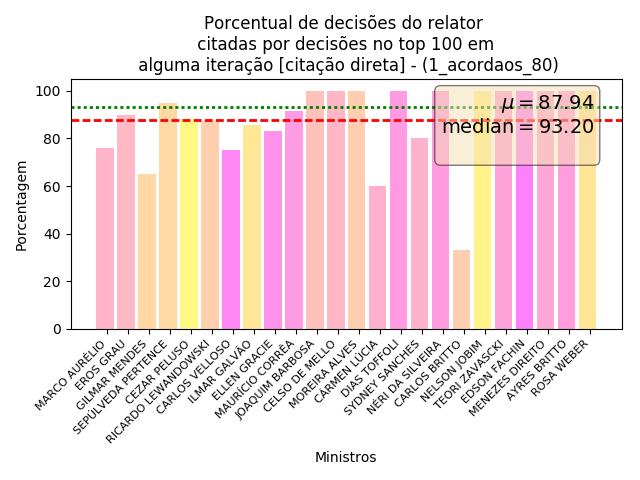 Porcentual de decisões do relator
citadas por decisões no top 100 em
alguma iteração [citação direta] - (1_acordaos_80)
μ = 87.94
median = 93.20
100
80
60
40
20
0
Porcentagem
MARCO AURÉLIO
EROS GRAU
GILMAR MENDES
SEPÚLVEDA PERTENCE
CEZAR PELUSO
RICARDO LEWANDOWSKI
CARLOS VELLOSO
ILMAR GALVÃO
ELLEN GRACIE
MAURÍCIO CORRÊA
JOAQUIM BARBOSA
CELSO DE MELLO
MOREIRA ALVES
CÁRMEN LÚCIA
DIAS TOFFOLI
SYDNEY SANCHES
NÉRI DA SILVEIRA
CARLOS BRITTO
NELSON JOBIM
TEORI ZAVASCKI
EDSON FACHIN
MENEZES DIREITO
AYRES BRITTO
ROSA WEBER
Ministros